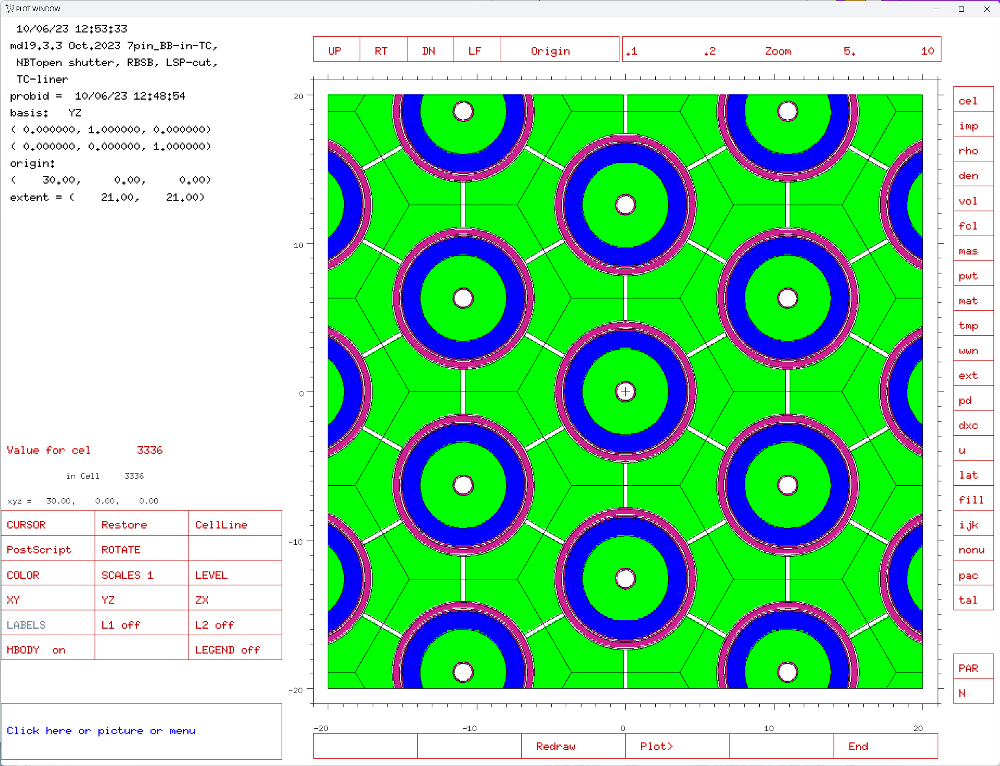 PLOT WINDOW
10/06/23 12:53:33
mdl9.3.3 Oct.2023 7pin_BB-in-TC,
NBTopen shutter, RBSB, LSP-cut,
TC-liner
probid = 10/06/23 12:48:54
basis: YZ
( 0.000000, 1.000000, 0.000000)
( 0.000000, 0.000000, 1.000000)
origin:
( 30.00, 0.00, 0.00)
extent = ( 21.00, 21.00)
UP RT DN LF Origin .1 .2 Zoom 5. 10
20
10
0
-10
-20
-20 -10 0 10 20
cel
imp
rho
den
vol
fcl
mas
pwt
mat
tmp
wwn
ext
pd
dxc
u
lat
fill
ijk
nonu
pac
tal
PAR
N
Value for cel 3336
in Cell 3336
xyz = 30.00, 0.00, 0.00
CURSOR Restore CellLine
PostScript ROTATE
COLOR SCALES 1 LEVEL
XY YZ ZX
LABELS L1 off L2 off
MBODY on LEGEND off
Click here or picture or menu
Redraw Plot> End